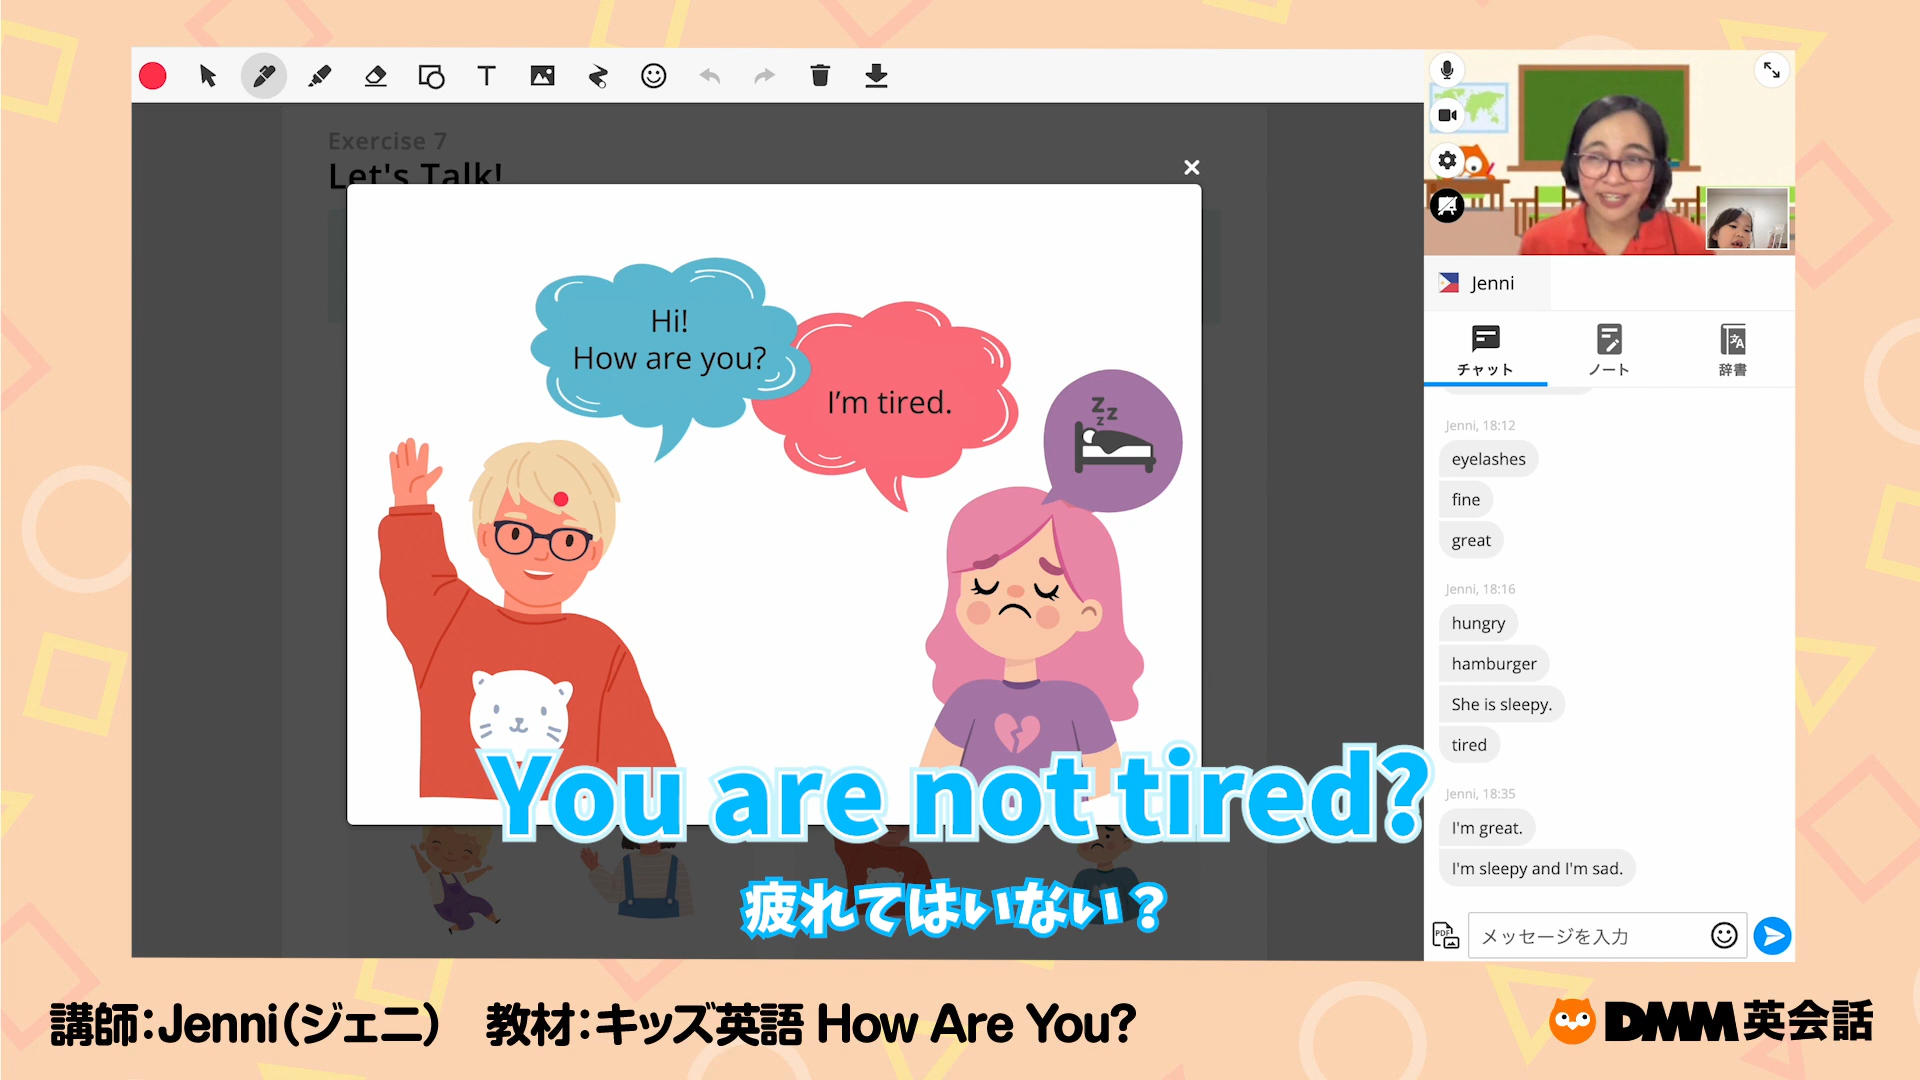 Exercise 7
Let's Talk!
Hi!
How are you?
I'm tired.
z z z
Jenni
チャット
ノート
辞書
Jenni, 18:12
eyelashes
fine
great
Jenni, 18:16
hungry
hamburger
She is sleepy.
tired
Jenni, 18:35
I'm great.
I'm sleepy and I'm sad.
PDF
メッセージを入力
You are not tired?
疲れてはいない？
講師：Jenni（ジェニ） 教材：キッズ英語 How Are You?
DMM英会話